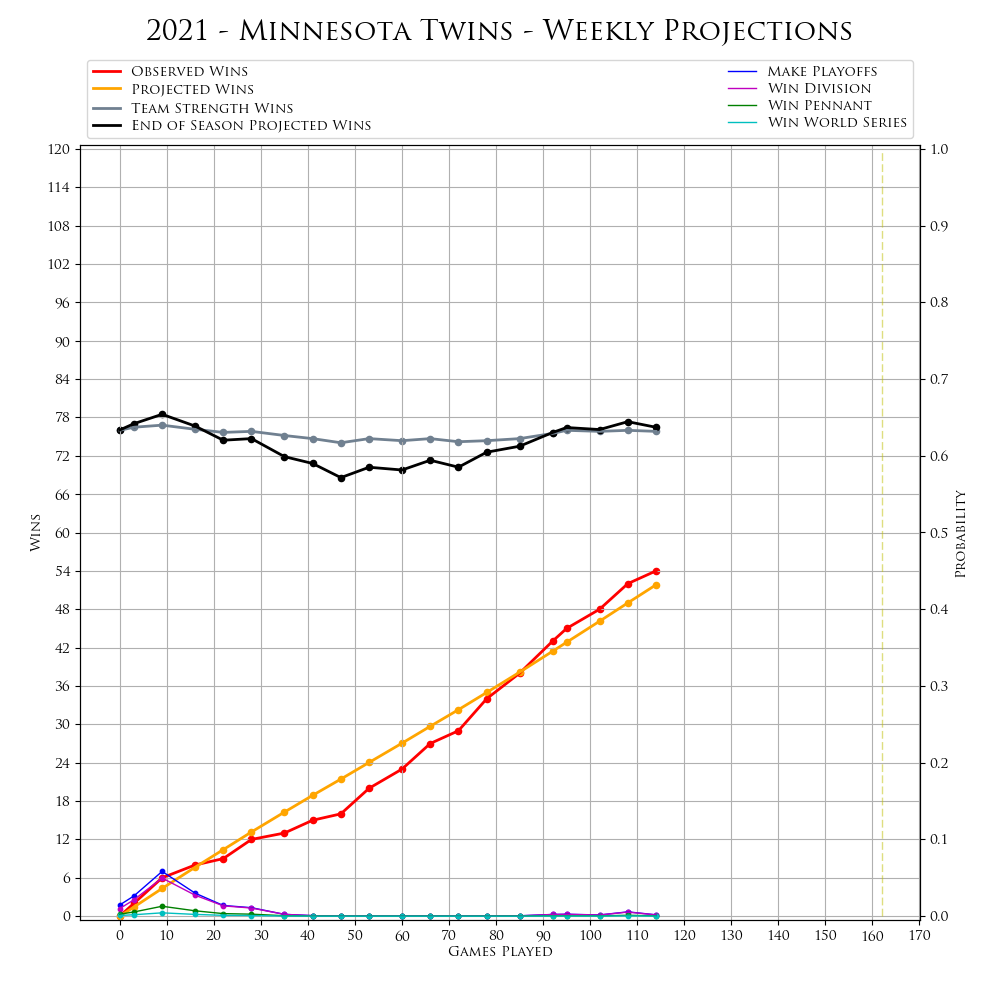 2021 - Minnesota Twins - Weekly Projections
Observed Wins
Projected Wins
Team Strength Wins
End of Season Projected Wins
Make Playoffs
Win Division
Win Pennant
Win World Series
120
114
108
102
96
90
84
78
72
66
60
54
48
42
36
30
24
18
12
6
0
Wins
1.0
0.9
0.8
0.7
0.6
0.5
0.4
0.3
0.2
0.1
0.0
Probability
0 10 20 30 40 50 60 70 80 90 100 110 120 130 140 150 160 170
Games Played